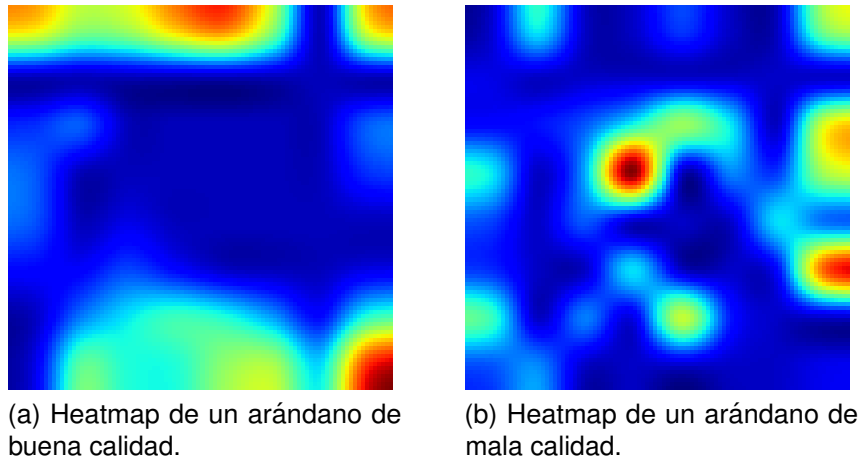 (a) Heatmap de un arándano de
buena calidad.
(b) Heatmap de un arándano de
mala calidad.